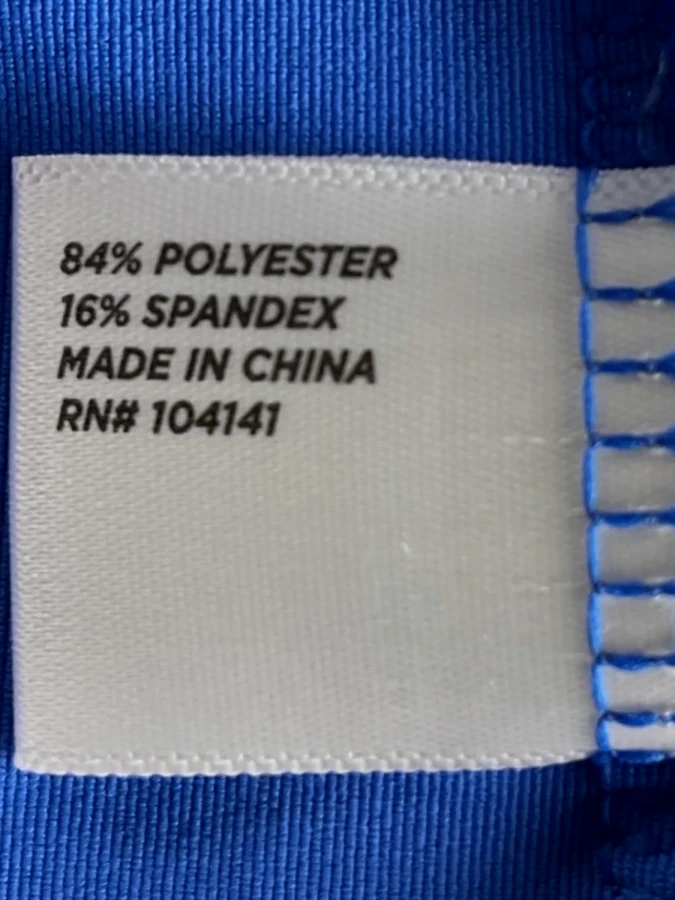 84% POLYESTER
16% SPANDEX
MADE IN CHINA
RN# 104141